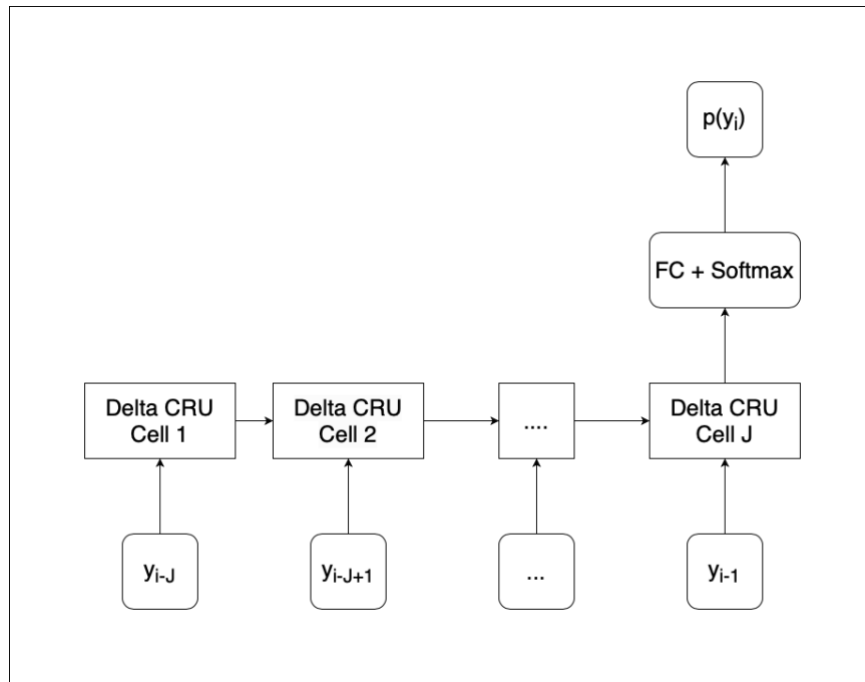 p(yᵢ)
FC + Softmax
Delta CRU
Cell 1
Delta CRU
Cell 2
....
Delta CRU
Cell J
yi-J
yi-J+1
...
yi-1